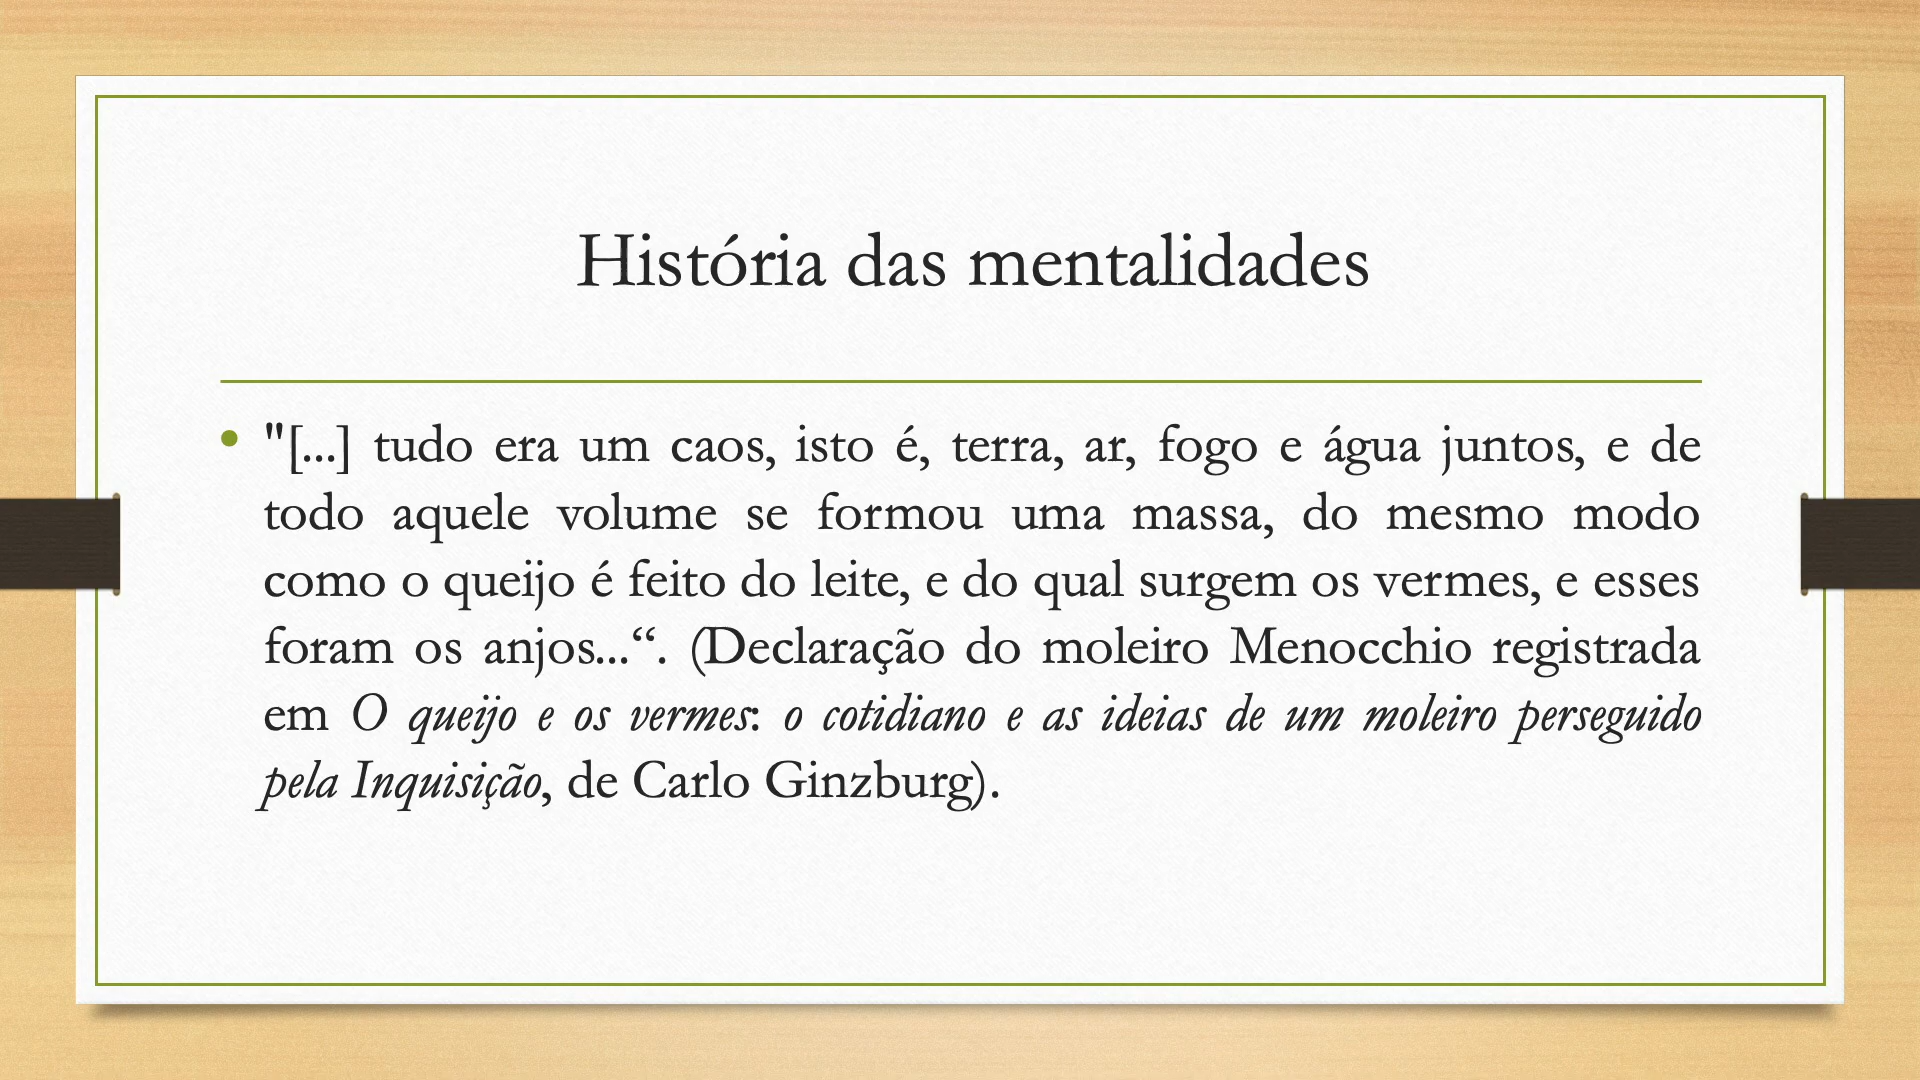 História das mentalidades
• "[...] tudo era um caos, isto é, terra, ar, fogo e água juntos, e de
todo aquele volume se formou uma massa, do mesmo modo
como o queijo é feito do leite, e do qual surgem os vermes, e esses
foram os anjos...“. (Declaração do moleiro Menocchio registrada
em O queijo e os vermes: o cotidiano e as ideias de um moleiro perseguido
pela Inquisição, de Carlo Ginzburg).